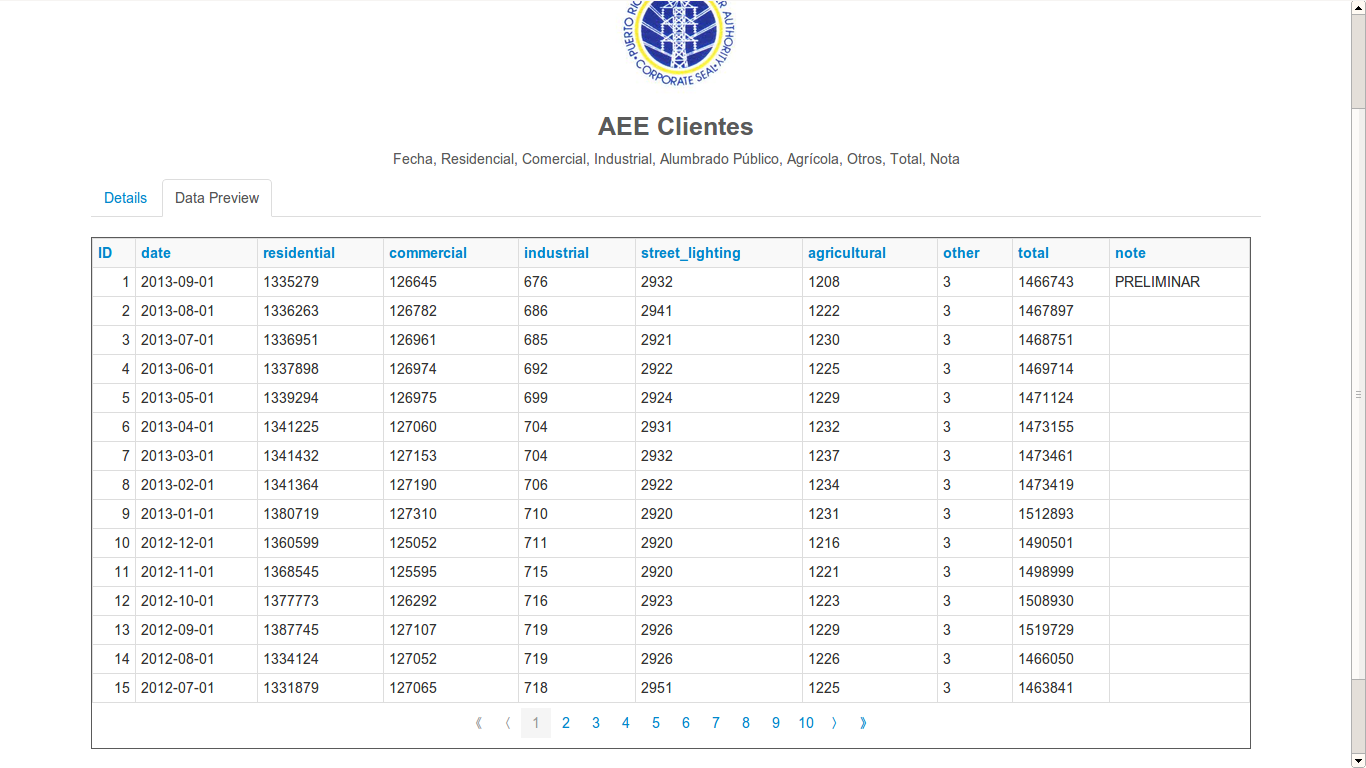 PUERTO RIC
ER AUTHORITY
• CORPORATE SEAL •
AEE Clientes
Fecha, Residencial, Comercial, Industrial, Alumbrado Público, Agrícola, Otros, Total, Nota
Details Data Preview
ID date residential commercial industrial street_lighting agricultural other total note
1 2013-09-01 1335279 126645 676 2932 1208 3 1466743 PRELIMINAR
2 2013-08-01 1336263 126782 686 2941 1222 3 1467897
3 2013-07-01 1336951 126961 685 2921 1230 3 1468751
4 2013-06-01 1337898 126974 692 2922 1225 3 1469714
5 2013-05-01 1339294 126975 699 2924 1229 3 1471124
6 2013-04-01 1341225 127060 704 2931 1232 3 1473155
7 2013-03-01 1341432 127153 704 2932 1237 3 1473461
8 2013-02-01 1341364 127190 706 2922 1234 3 1473419
9 2013-01-01 1380719 127310 710 2920 1231 3 1512893
10 2012-12-01 1360599 125052 711 2920 1216 3 1490501
11 2012-11-01 1368545 125595 715 2920 1221 3 1498999
12 2012-10-01 1377773 126292 716 2923 1223 3 1508930
13 2012-09-01 1387745 127107 719 2926 1229 3 1519729
14 2012-08-01 1334124 127052 719 2926 1226 3 1466050
15 2012-07-01 1331879 127065 718 2951 1225 3 1463841
《 〈 1 2 3 4 5 6 7 8 9 10 〉 》